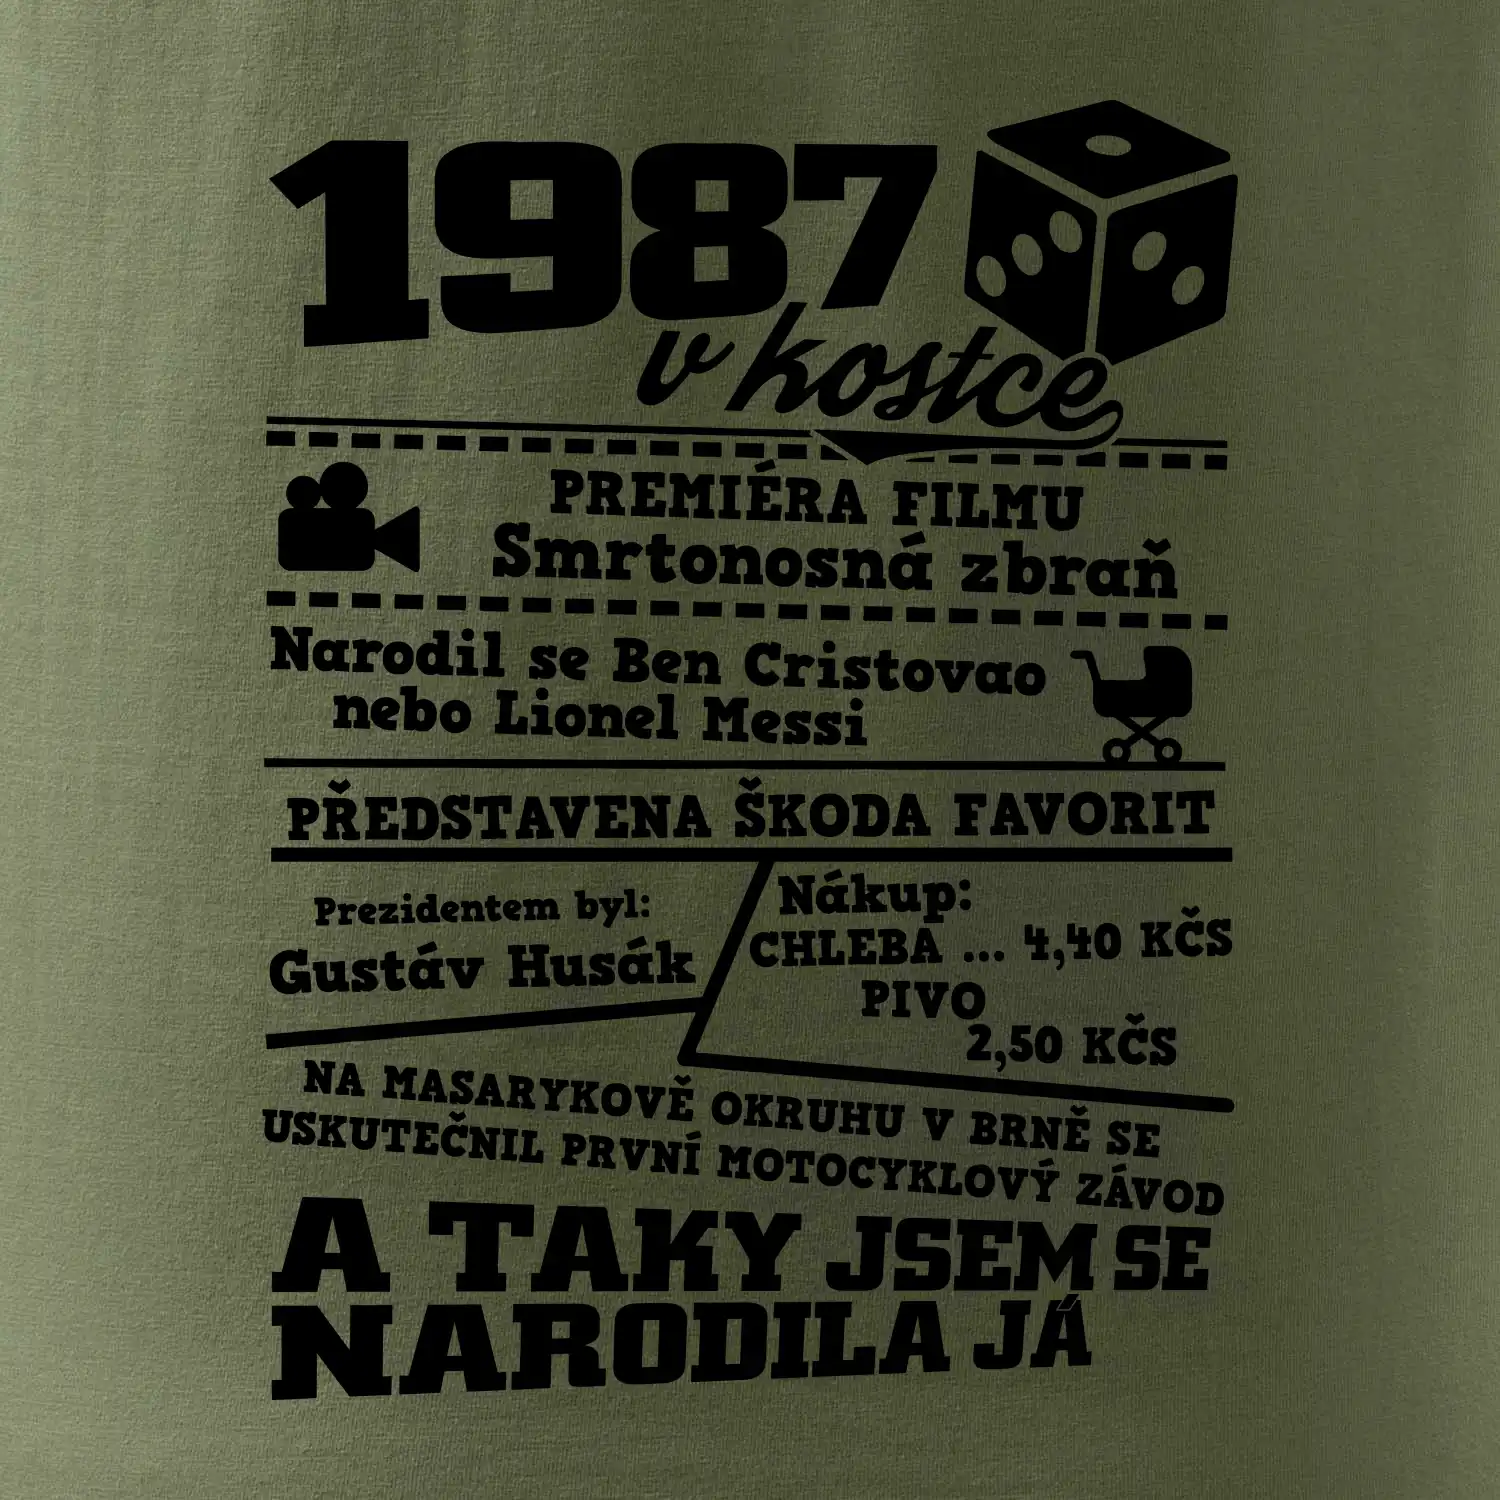 1987
v kostce
PREMIÉRA FILMU
Smrtonosná zbraň
Narodil se Ben Cristovao
nebo Lionel Messi
PŘEDSTAVENA ŠKODA FAVORIT
Prezidentem byl:
Gustáv Husák
Nákup:
CHLEBA ... 4,40 KČS
PIVO
2,50 KČS
NA MASARYKOVĚ OKRUHU V BRNĚ SE
USKUTEČNIL PRVNÍ MOTOCYKLOVÝ ZÁVOD
A TAKY JSEM SE
NARODILA JÁ